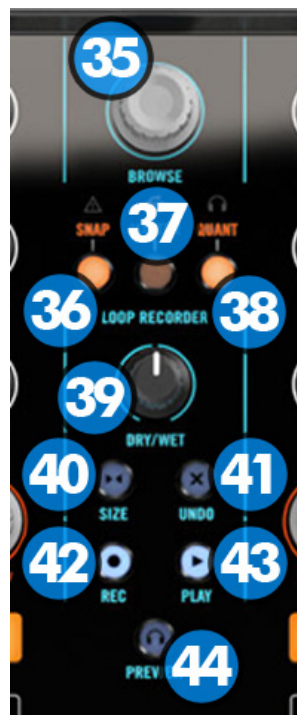 35
BROWSE
37
SNAP QUANT
36 38
LOOP RECORDER
39
DRY/WET
40 41
SIZE UNDO
42 43
REC PLAY
44